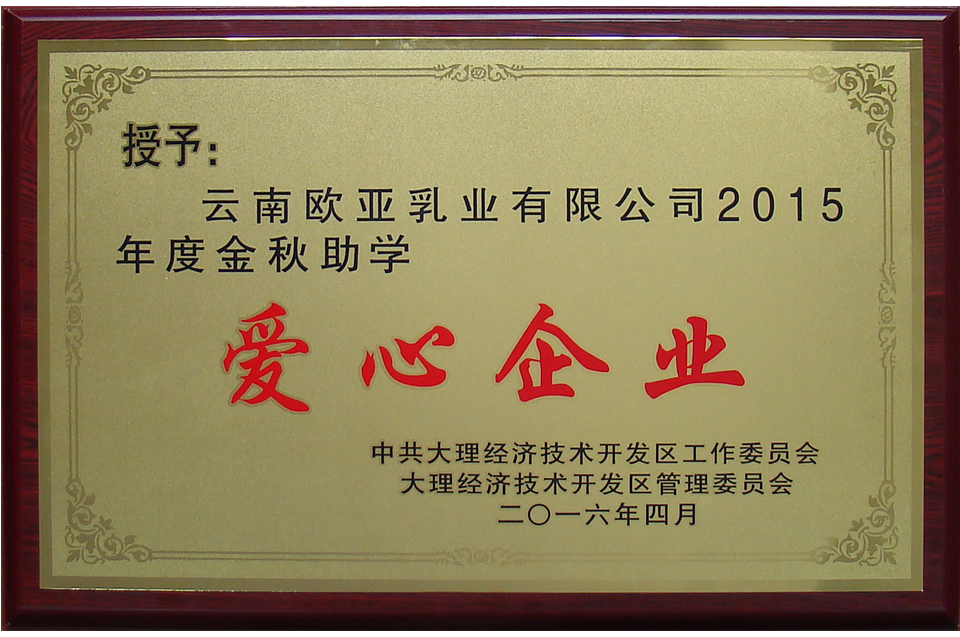 授予：
云南欧亚乳业有限公司2015
年度金秋助学
爱心企业
中共大理经济技术开发区工作委员会
大理经济技术开发区管理委员会
二〇一六年四月